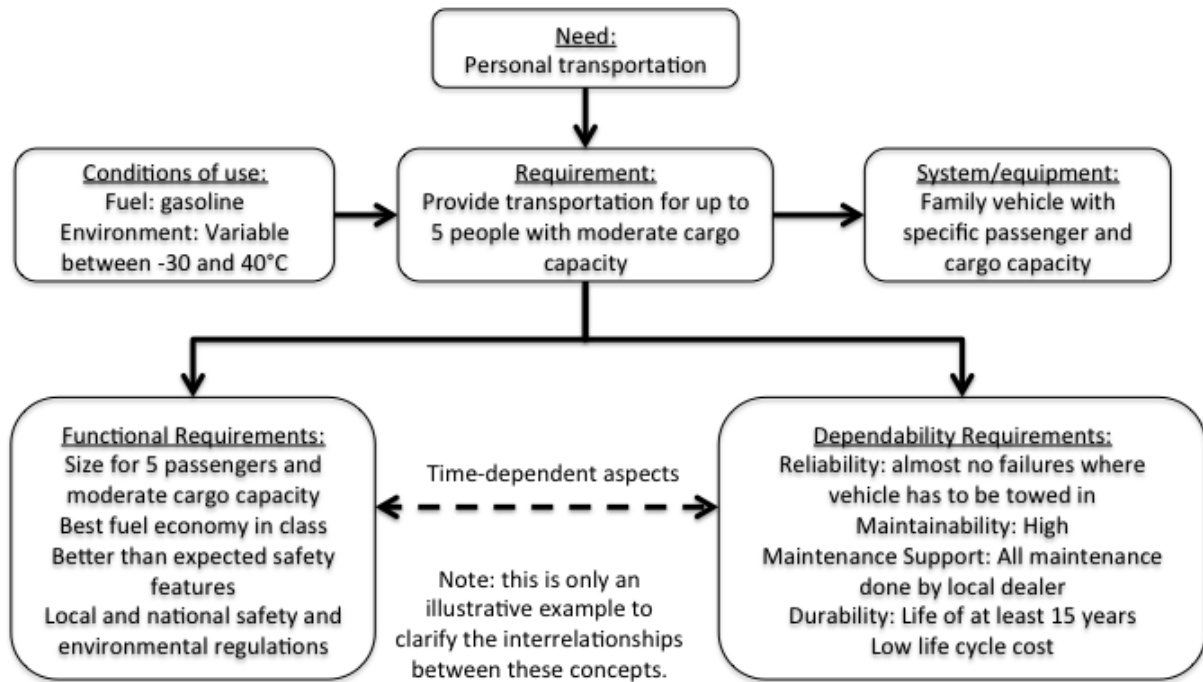 Need:
Personal transportation
Conditions of use:
Fuel: gasoline
Environment: Variable
between -30 and 40°C
Requirement:
Provide transportation for up to
5 people with moderate cargo
capacity
System/equipment:
Family vehicle with
specific passenger and
cargo capacity
Functional Requirements:
Size for 5 passengers and
moderate cargo capacity
Best fuel economy in class
Better than expected safety
features
Local and national safety and
environmental regulations
Time-dependent aspects
Note: this is only an
illustrative example to
clarify the interrelationships
between these concepts.
Dependability Requirements:
Reliability: almost no failures where
vehicle has to be towed in
Maintainability: High
Maintenance Support: All maintenance
done by local dealer
Durability: Life of at least 15 years
Low life cycle cost